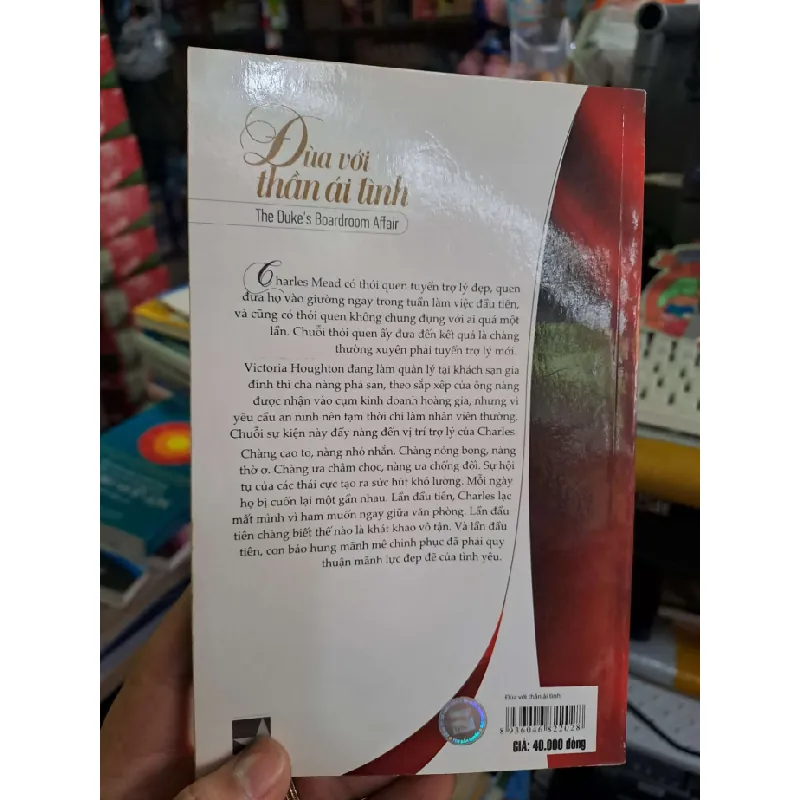 Đùa với
thần ái tình
The Duke's Boardroom Affair
Charles Mead có thói quen tuyển trợ lý đẹp, quen
đưa họ vào giường ngay trong tuần làm việc đầu tiên,
và cũng có thói quen không chung đụng với ai quá một
lần. Chuỗi thói quen ấy đưa đến kết quả là chàng
thường xuyên phải tuyển trợ lý mới.
Victoria Houghton đang làm quản lý tại khách sạn gia
đình thì cha nàng phá sản, theo sắp xếp của ông nàng
được nhận vào cụm kinh doanh hoàng gia, nhưng vì
yêu cầu an ninh nên tạm thời chỉ làm nhân viên thường.
Chuỗi sự kiện này đẩy nàng đến vị trí trợ lý của Charles.
Chàng cao to, nàng nhỏ nhắn. Chàng nóng bỏng, nàng
thờ ơ. Chàng ưa châm chọc, nàng ưa chống đối. Sự hội
tụ của các thái cực tạo ra sức hút khó lường. Mỗi ngày
họ bị cuốn lại một gần nhau. Lần đầu tiên, Charles lạc
mất mình vì ham muốn ngay giữa văn phòng. Lần đầu
tiên chàng biết thế nào là khát khao vô tận. Và lần đầu
tiên, con báo hung mãnh mê chinh phục đã phải quy
thuận mãnh lực đẹp đẽ của tình yêu.
Đùa với thần ái tình
8 936046 822028
GIÁ: 40.000 đồng